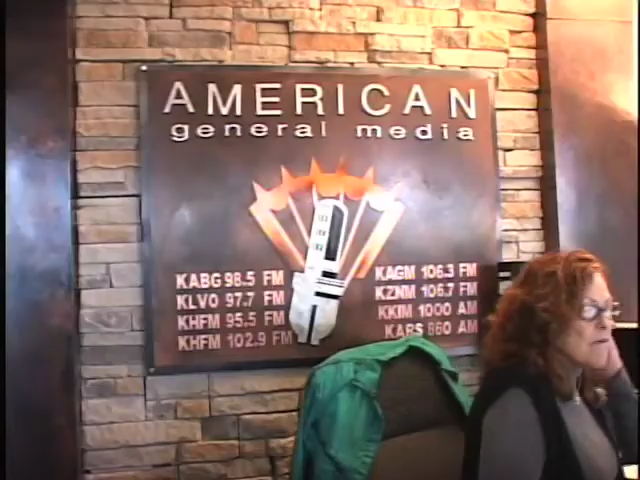 AMERICAN
general media
KABG 98.5 FM
KLVO 97.7 FM
KHFM 95.5 FM
KHFM 102.9 FM
KAGM 106.3 FM
KZNM 106.7 FM
KKIM 1000 AM
KARS 860 AM